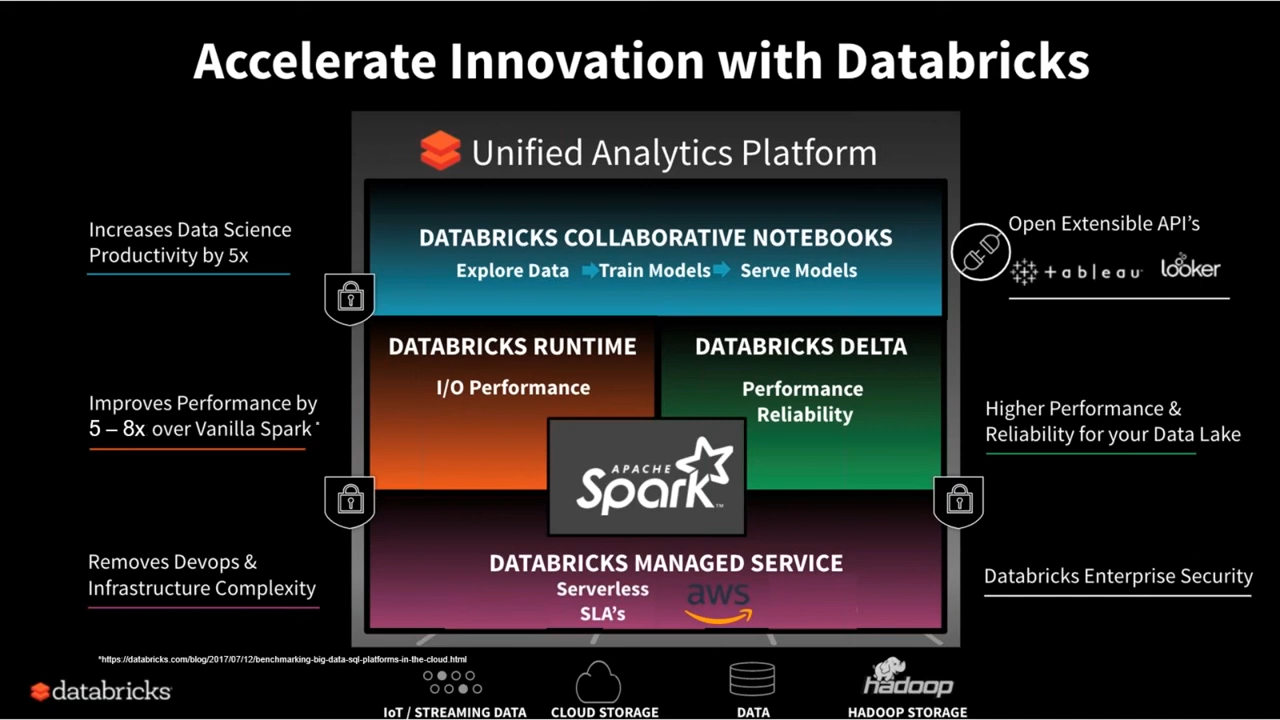 Accelerate Innovation with Databricks
Unified Analytics Platform
Increases Data Science
Productivity by 5x
DATABRICKS COLLABORATIVE NOTEBOOKS
Explore Data Train Models Serve Models
Open Extensible API's
+ableau looker
DATABRICKS RUNTIME
I/O Performance
DATABRICKS DELTA
Performance
Reliability
Improves Performance by
5 – 8x over Vanilla Spark*
Higher Performance &
Reliability for your Data Lake
APACHE
Spark™
Removes Devops &
Infrastructure Complexity
DATABRICKS MANAGED SERVICE
Serverless
SLA's
aws
Databricks Enterprise Security
*https://databricks.com/blog/2017/07/12/benchmarking-big-data-sql-platforms-in-the-cloud.html
databricks
hadoop
IoT / STREAMING DATA CLOUD STORAGE DATA HADOOP STORAGE